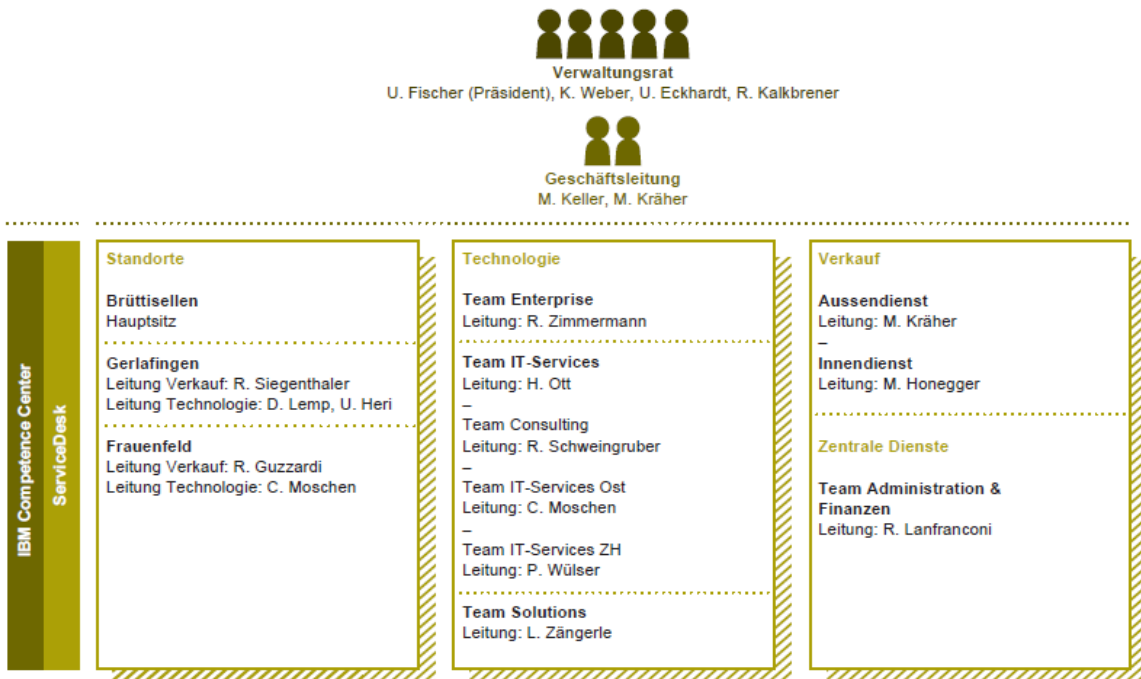 Verwaltungsrat
U. Fischer (Präsident), K. Weber, U. Eckhardt, R. Kalkbrener
Geschäftsleitung
M. Keller, M. Kräher
IBM Competence Center
ServiceDesk
Standorte
Brüttisellen
Hauptsitz
Gerlafingen
Leitung Verkauf: R. Siegenthaler
Leitung Technologie: D. Lemp, U. Heri
Frauenfeld
Leitung Verkauf: R. Guzzardi
Leitung Technologie: C. Moschen
Technologie
Team Enterprise
Leitung: R. Zimmermann
Team IT-Services
Leitung: H. Ott
–
Team Consulting
Leitung: R. Schweingruber
–
Team IT-Services Ost
Leitung: C. Moschen
–
Team IT-Services ZH
Leitung: P. Wülser
Team Solutions
Leitung: L. Zängerle
Verkauf
Aussendienst
Leitung: M. Kräher
–
Innendienst
Leitung: M. Honegger
Zentrale Dienste
Team Administration &
Finanzen
Leitung: R. Lanfranconi